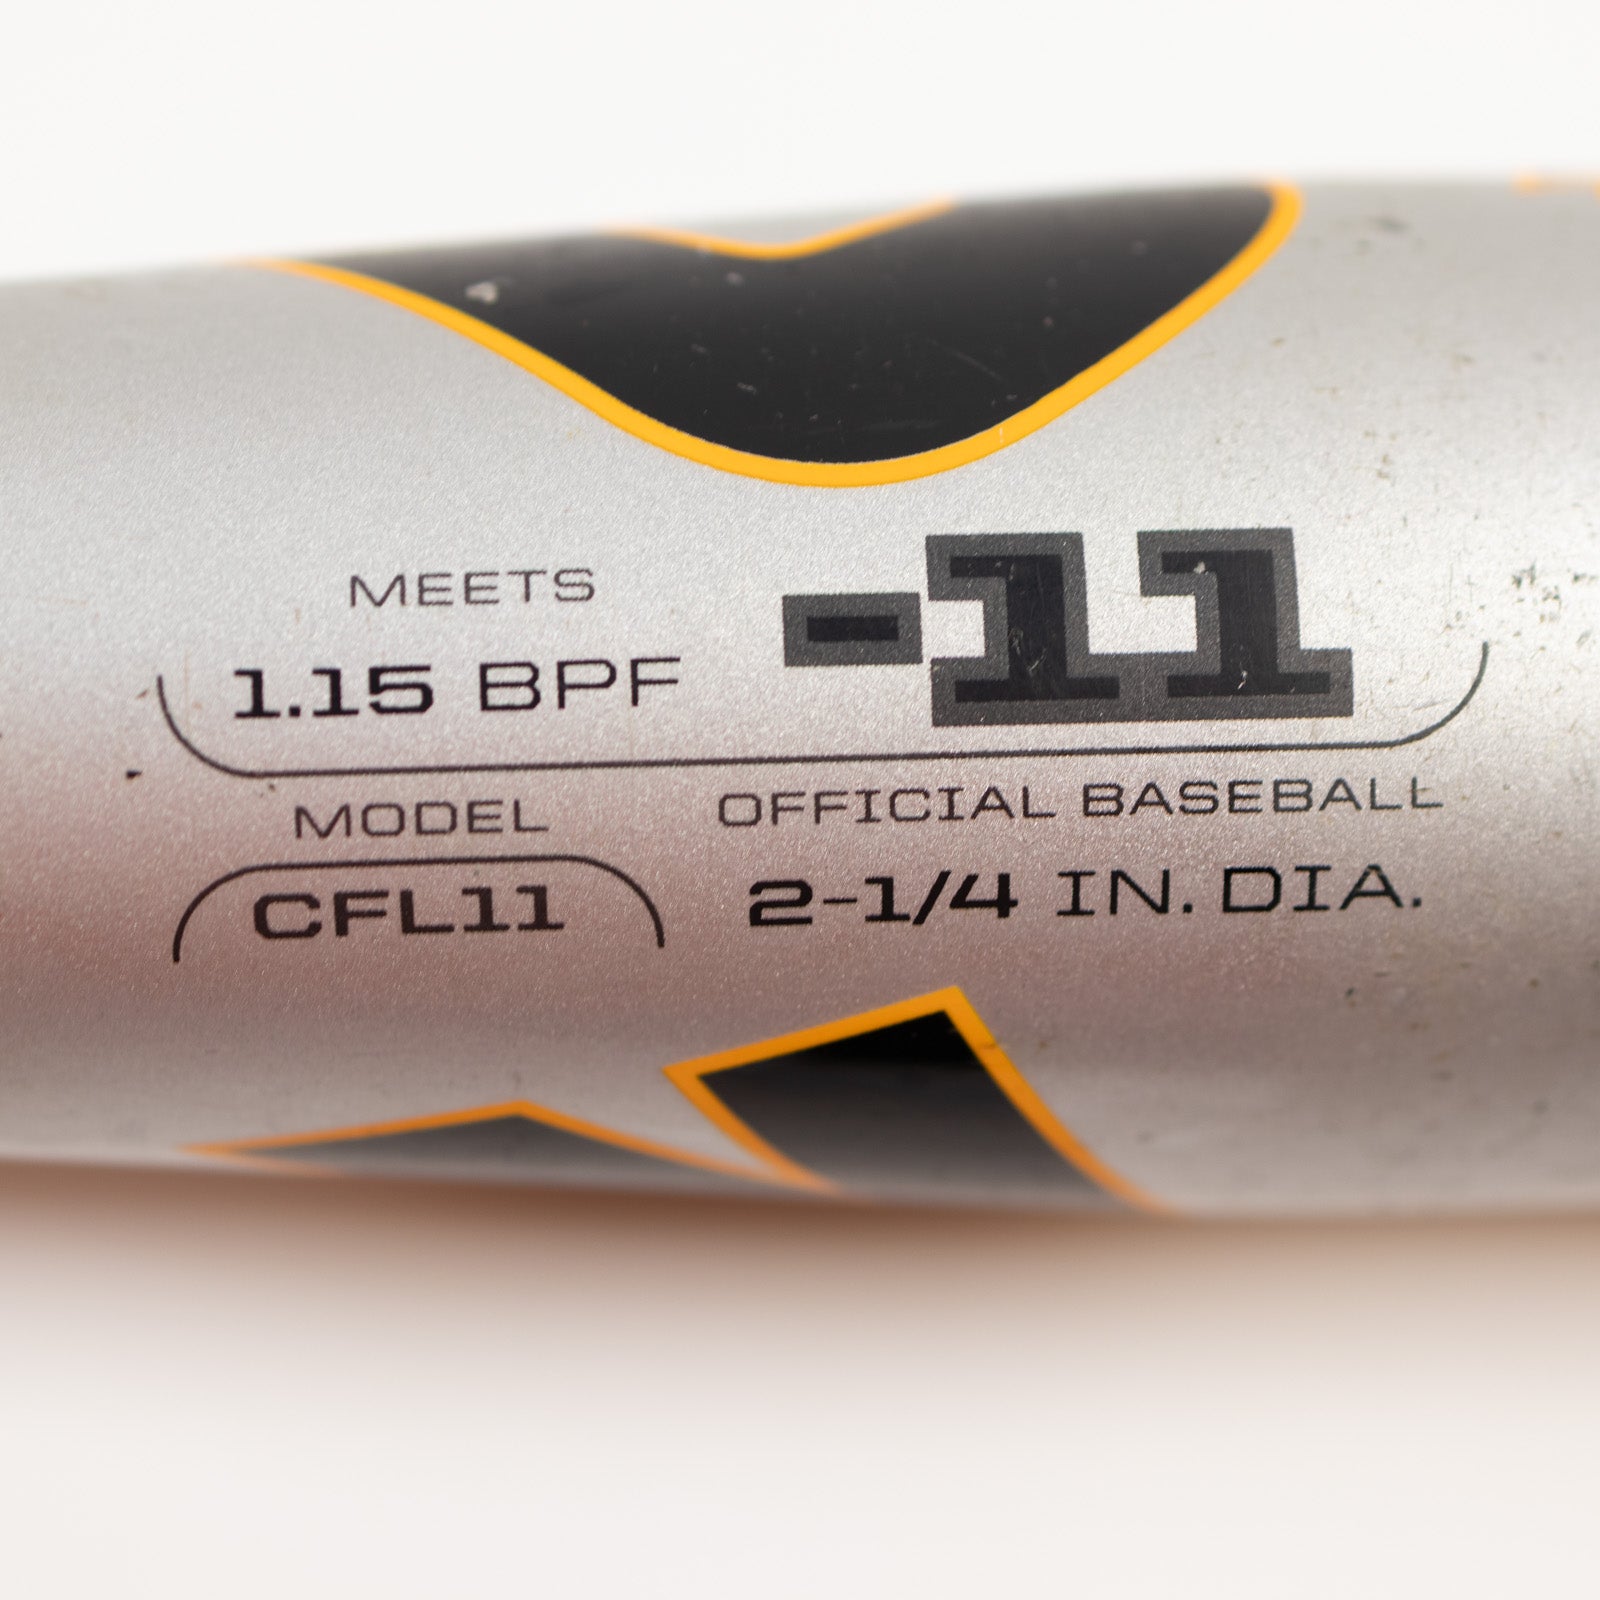 MEETS
1.15 BPF
-11
MODEL
CFL11
OFFICIAL BASEBALL
2-1/4 IN. DIA.